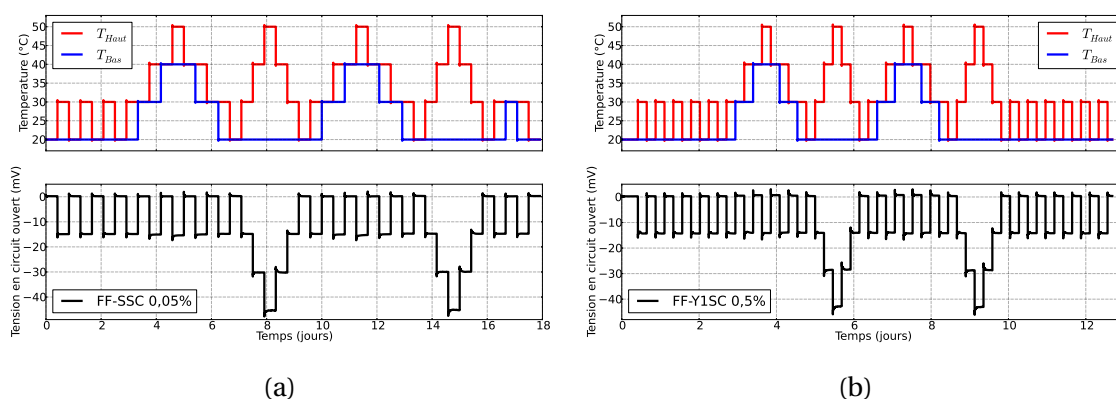 50
45
40
35
30
25
20
Temperature (°C)
T_Haut
T_Bas
0
−10
−20
−30
−40
Tension en circuit ouvert (mV)
FF-SSC 0,05%
0 2 4 6 8 10 12 14 16 18
Temps (jours)
(a)
50
45
40
35
30
25
20
Temperature (°C)
T_Haut
T_Bas
0
−10
−20
−30
−40
Tension en circuit ouvert (mV)
FF-Y1SC 0,5%
0 2 4 6 8 10 12
Temps (jours)
(b)